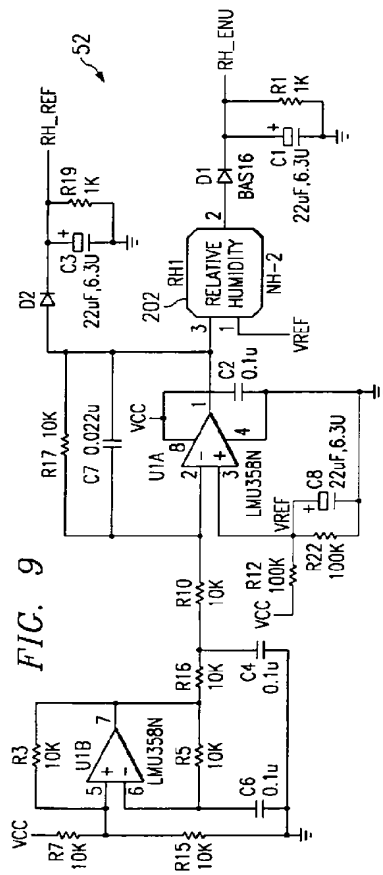 FIG. 9
52
VCC
R7
10K
R15
10K
R3
10K
U1B
5
+
6
−
7
LMU358N
R5
10K
C6
0.1u
R16
10K
C4
0.1u
R10
10K
R17 10K
C7 0.022u
VCC
U1A
8
2
−
3
+
1
4
LMU358N
C2
0.1u
VCC
R12
100K
VREF
R22
100K
+
C8
22uF,6.3U
D2
RH_REF
+
C3
22uF,6.3U
R19
1K
202
RH1
3
1
RELATIVE
HUMIDITY
2
NH-2
VREF
D1
BAS16
RH_ENU
+
C1
22uF,6.3U
R1
1K